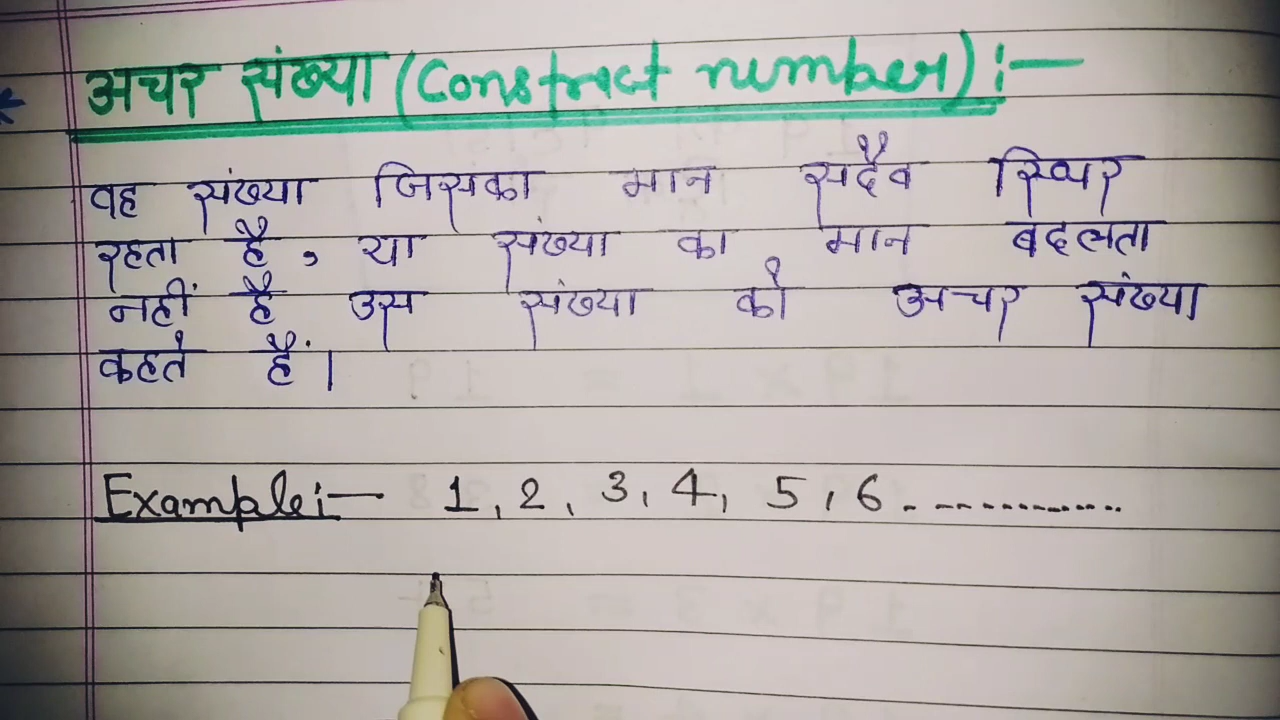 अचर संख्या (Constract number) :—
वह संख्या जिसका मान सदैव स्थिर
रहता है, या संख्या का मान बदलता
नहीं है उस संख्या को अचर संख्या
कहते हैं।
Example:— 1, 2, 3, 4, 5, 6.............